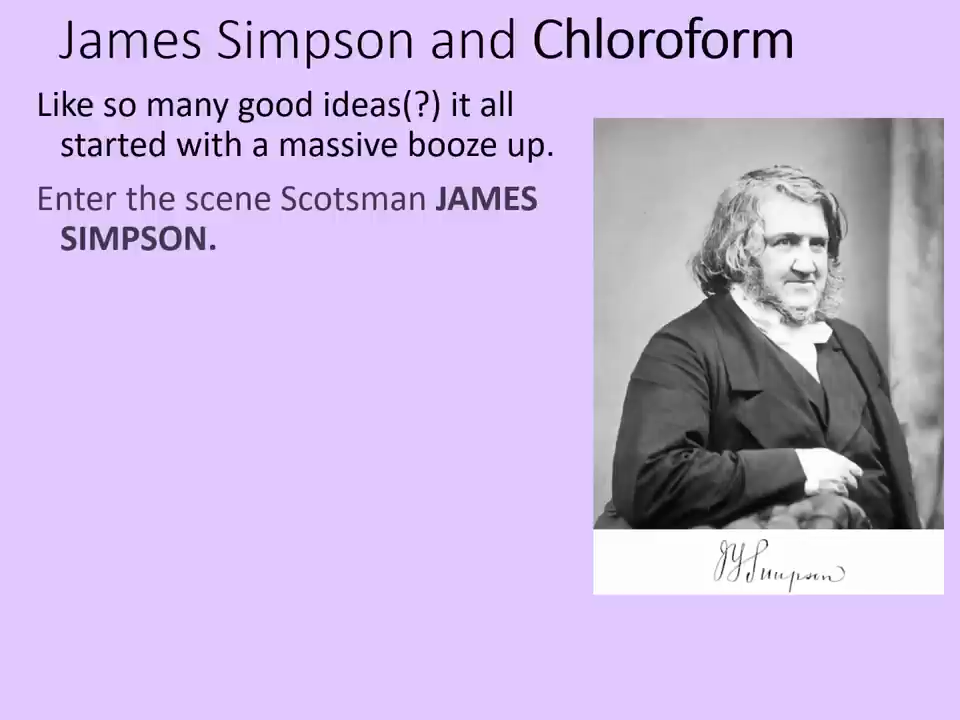 James Simpson and Chloroform
Like so many good ideas(?) it all
started with a massive booze up.
Enter the scene Scotsman JAMES
SIMPSON.
JYSimpson